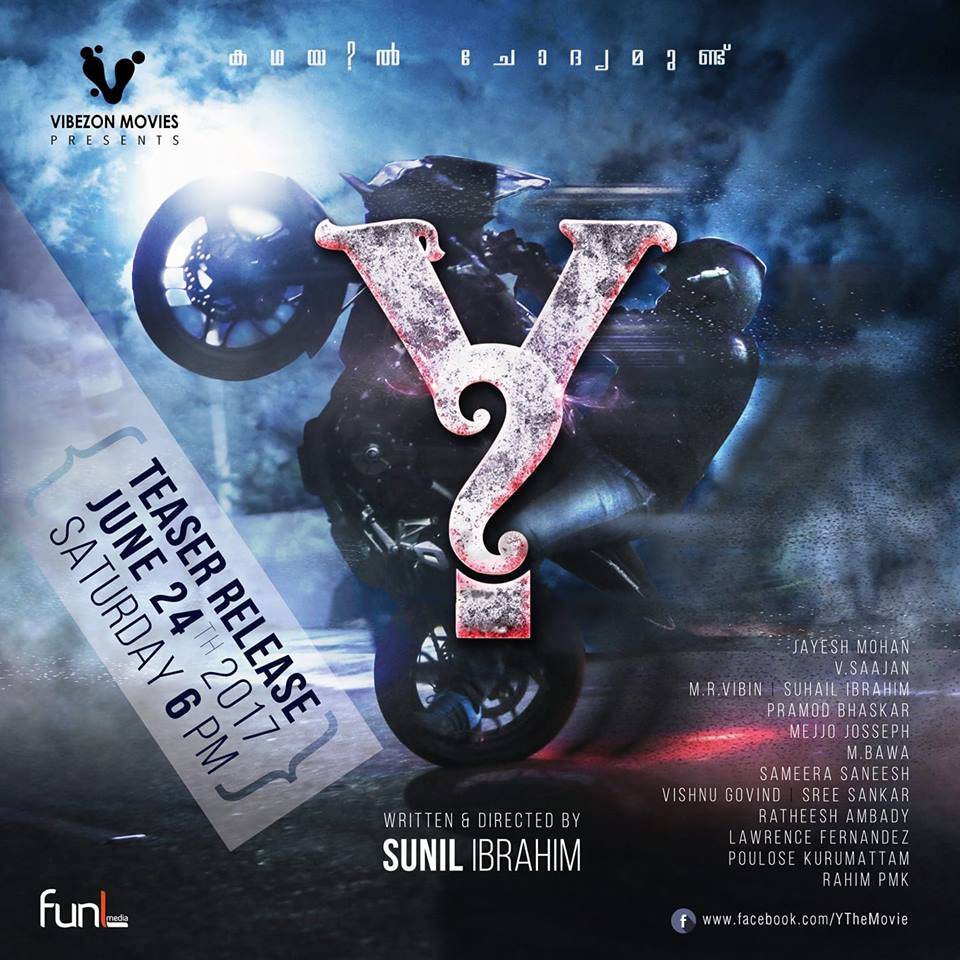 കഥയ?ൽ ചോദ്യമുണ്ട്
VIBEZON MOVIES
PRESENTS
Y?
{ TEASER RELEASE
JUNE 24TH 2017
SATURDAY 6 PM }
WRITTEN & DIRECTED BY
SUNIL IBRAHIM
JAYESH MOHAN
V.SAAJAN
M.R.VIBIN | SUHAIL IBRAHIM
PRAMOD BHASKAR
MEJJO JOSSEPH
M.BAWA
SAMEERA SANEESH
VISHNU GOVIND | SREE SANKAR
RATHEESH AMBADY
LAWRENCE FERNANDEZ
POULOSE KURUMATTAM
RAHIM PMK
funL media
f www.facebook.com/YTheMovie